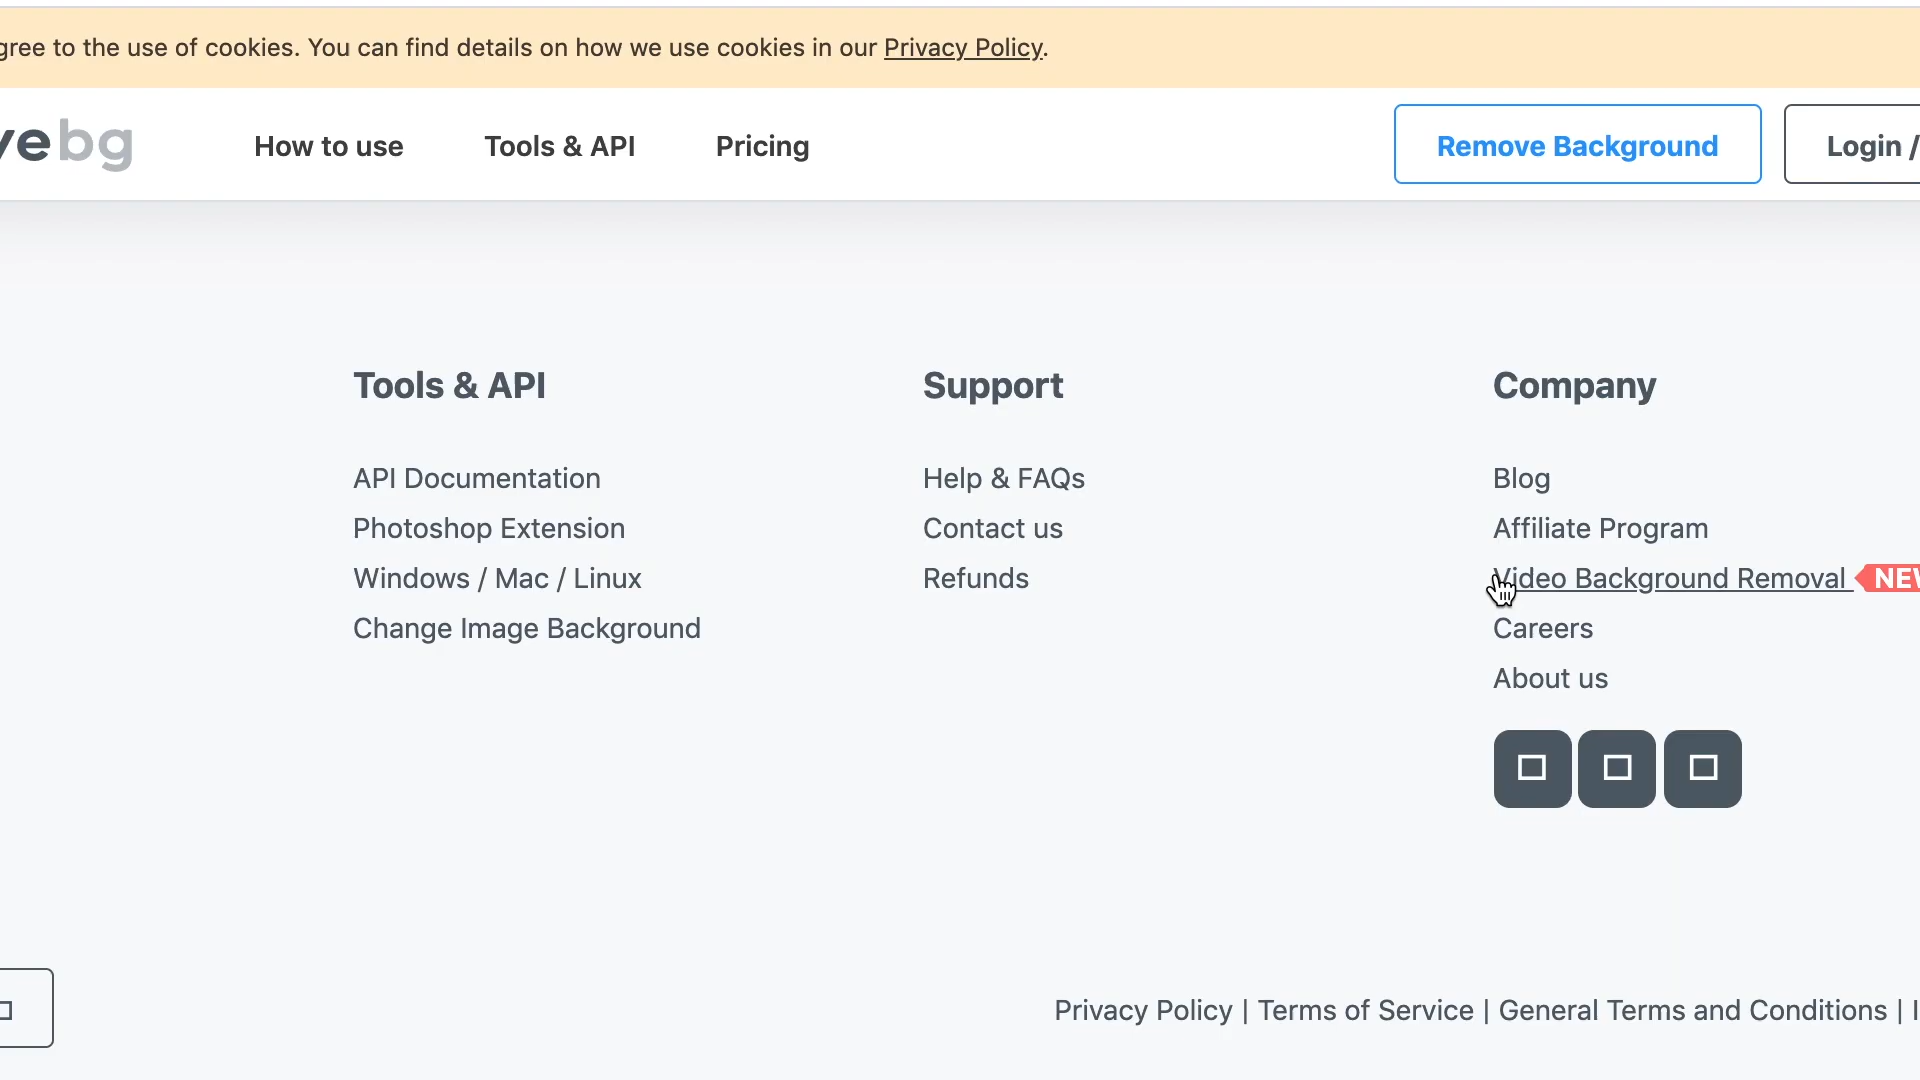 gree to the use of cookies. You can find details on how we use cookies in our Privacy Policy.
ebg
How to use
Tools & API
Pricing
Remove Background
Login /
Tools & API
API Documentation
Photoshop Extension
Windows / Mac / Linux
Change Image Background
Support
Help & FAQs
Contact us
Refunds
Company
Blog
Affiliate Program
Video Background Removal NEW
Careers
About us
Privacy Policy | Terms of Service | General Terms and Conditions |